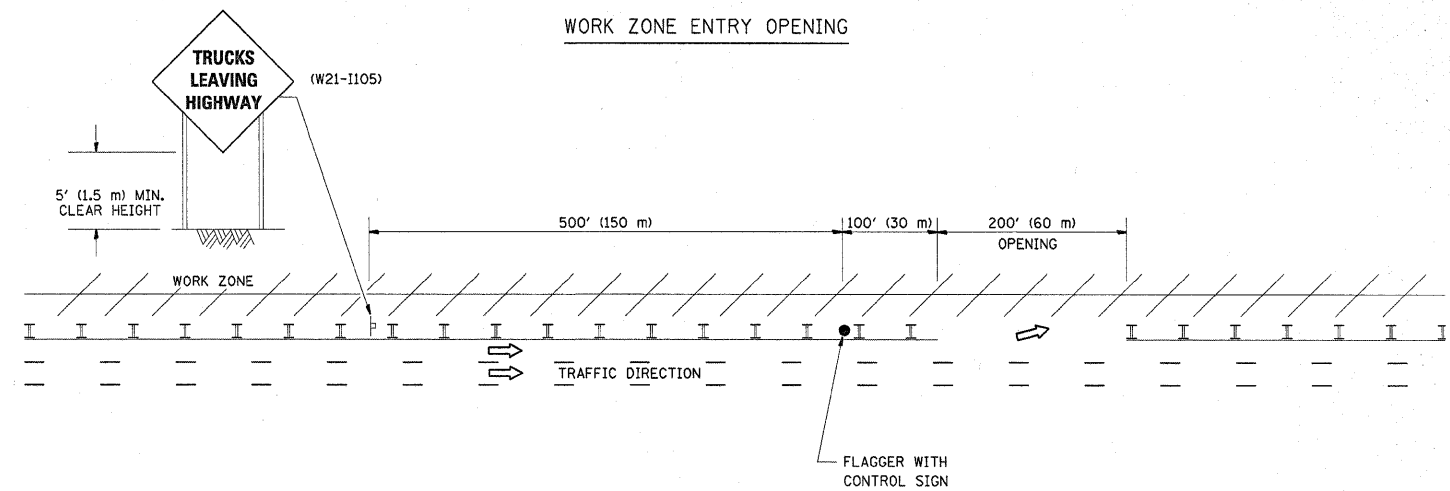 WORK ZONE ENTRY OPENING
TRUCKS
LEAVING
HIGHWAY
(W21-I105)
5' (1.5 m) MIN.
CLEAR HEIGHT
500' (150 m)
100' (30 m)
200' (60 m)
OPENING
WORK ZONE
TRAFFIC DIRECTION
FLAGGER WITH
CONTROL SIGN